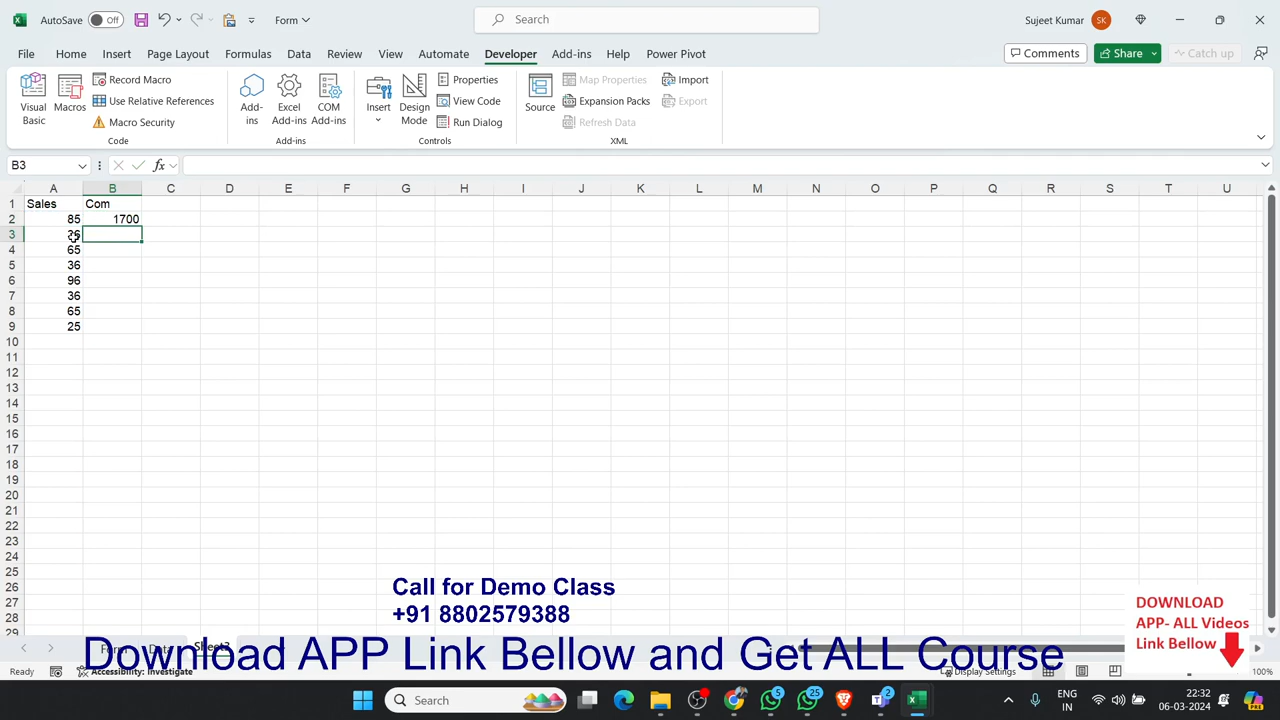 AutoSave Off Form Search Sujeet Kumar SK
File Home Insert Page Layout Formulas Data Review View Automate Developer Add-ins Help Power Pivot Comments Share Catch up
Visual Basic Macros Record Macro Use Relative References Macro Security
Add-ins Excel Add-ins COM Add-ins
Insert Design Mode Properties View Code Run Dialog
Source Map Properties Expansion Packs Refresh Data Import Export
Code Add-ins Controls XML
B3 fx
A B C D E F G H I J K L M N O P Q R S T U
1 Sales Com
2 85 1700
3
4 65
5 36
6 96
7 36
8 65
9 25
10
11
12
13
14
15
16
17
18
19
20
21
22
23
24
25
26
27
28
29
Call for Demo Class
+91 8802579388
DOWNLOAD
APP- ALL Videos
Link Bellow
Download APP Link Bellow and Get ALL Course
Ready Accessibility: Investigate Display Settings 100%
Search 5 25 2 ENG IN 22:32 06-03-2024